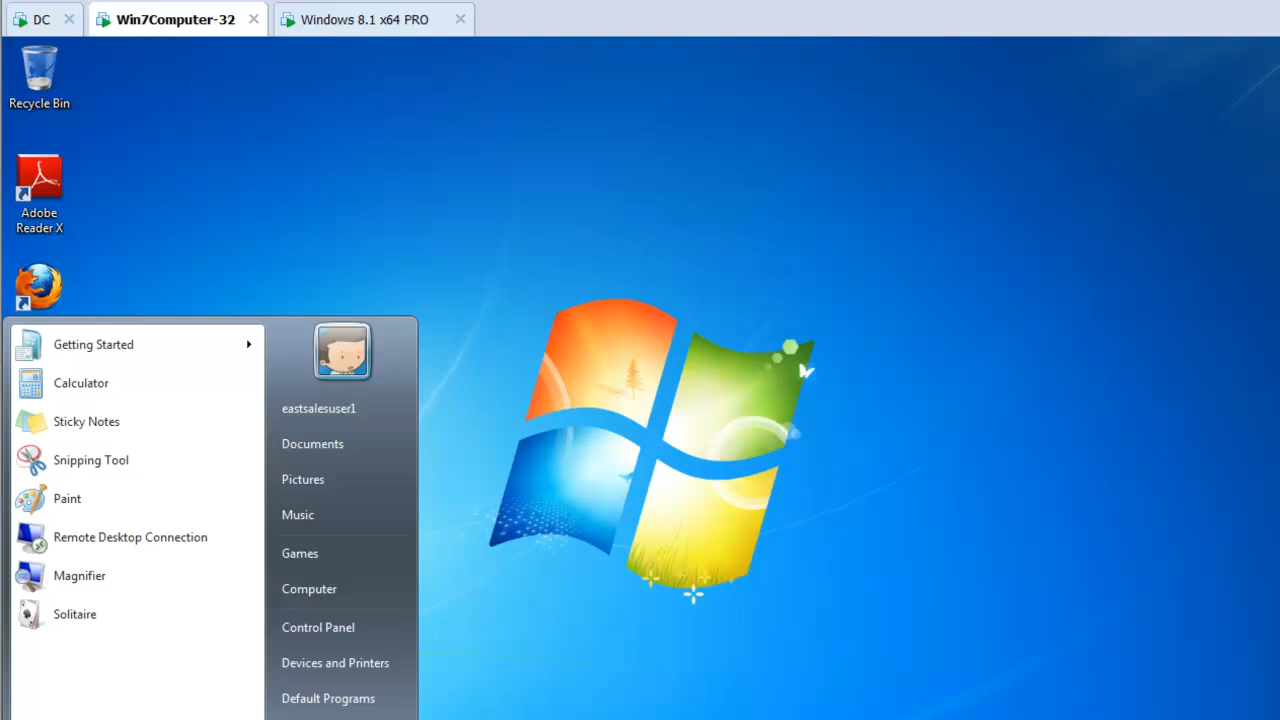 DC
Win7Computer-32
Windows 8.1 x64 PRO
Recycle Bin
Adobe
Reader X
Getting Started
Calculator
Sticky Notes
Snipping Tool
Paint
Remote Desktop Connection
Magnifier
Solitaire
eastsalesuser1
Documents
Pictures
Music
Games
Computer
Control Panel
Devices and Printers
Default Programs